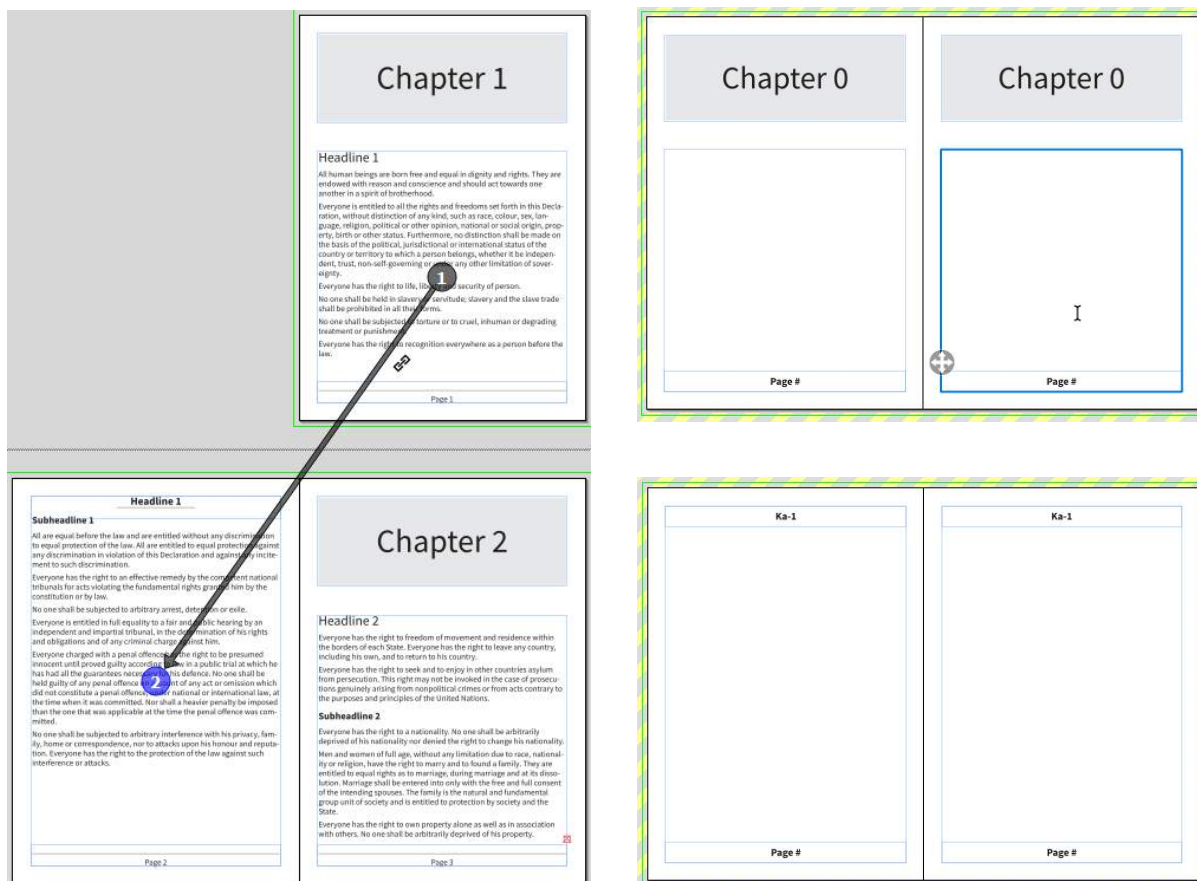 Chapter 1
Headline 1
All human beings are born free and equal in dignity and rights. They are
endowed with reason and conscience and should act towards one
another in a spirit of brotherhood.
Everyone is entitled to all the rights and freedoms set forth in this Decla-
ration, without distinction of any kind, such as race, colour, sex, lan-
guage, religion, political or other opinion, national or social origin, prop-
erty, birth or other status. Furthermore, no distinction shall be made on
the basis of the political, jurisdictional or international status of the
country or territory to which a person belongs, whether it be indepen-
dent, trust, non-self-governing or under any other limitation of sover-
eignty.
1
Everyone has the right to life, liberty and security of person.
No one shall be held in slavery or servitude; slavery and the slave trade
shall be prohibited in all their forms.
No one shall be subjected to torture or to cruel, inhuman or degrading
treatment or punishment.
Everyone has the right to recognition everywhere as a person before the
law.
Page 1
Headline 1
Subheadline 1
All are equal before the law and are entitled without any discrimination
to equal protection of the law. All are entitled to equal protection against
any discrimination in violation of this Declaration and against any incite-
ment to such discrimination.
Everyone has the right to an effective remedy by the competent national
tribunals for acts violating the fundamental rights granted him by the
constitution or by law.
No one shall be subjected to arbitrary arrest, detention or exile.
Everyone is entitled in full equality to a fair and public hearing by an
independent and impartial tribunal, in the determination of his rights
and obligations and of any criminal charge against him.
Everyone charged with a penal offence has the right to be presumed
innocent until proved guilty according to law in a public trial at which he
has had all the guarantees necessary for his defence. No one shall be
held guilty of any penal offence on account of any act or omission which
did not constitute a penal offence, under national or international law, at
the time when it was committed. Nor shall a heavier penalty be imposed
than the one that was applicable at the time the penal offence was com-
mitted.
2
No one shall be subjected to arbitrary interference with his privacy, fam-
ily, home or correspondence, nor to attacks upon his honour and reputa-
tion. Everyone has the right to the protection of the law against such
interference or attacks.
Page 2
Chapter 2
Headline 2
Everyone has the right to freedom of movement and residence within
the borders of each State. Everyone has the right to leave any country,
including his own, and to return to his country.
Everyone has the right to seek and to enjoy in other countries asylum
from persecution. This right may not be invoked in the case of prosecu-
tions genuinely arising from nonpolitical crimes or from acts contrary to
the purposes and principles of the United Nations.
Subheadline 2
Everyone has the right to a nationality. No one shall be arbitrarily
deprived of his nationality nor denied the right to change his nationality.
Men and women of full age, without any limitation due to race, national-
ity or religion, have the right to marry and to found a family. They are
entitled to equal rights as to marriage, during marriage and at its disso-
lution. Marriage shall be entered into only with the free and full consent
of the intending spouses. The family is the natural and fundamental
group unit of society and is entitled to protection by society and the
State.
Everyone has the right to own property alone as well as in association
with others. No one shall be arbitrarily deprived of his property.
Page 3
Chapter 0
Page #
Chapter 0
Page #
Ka-1
Page #
Ka-1
Page #